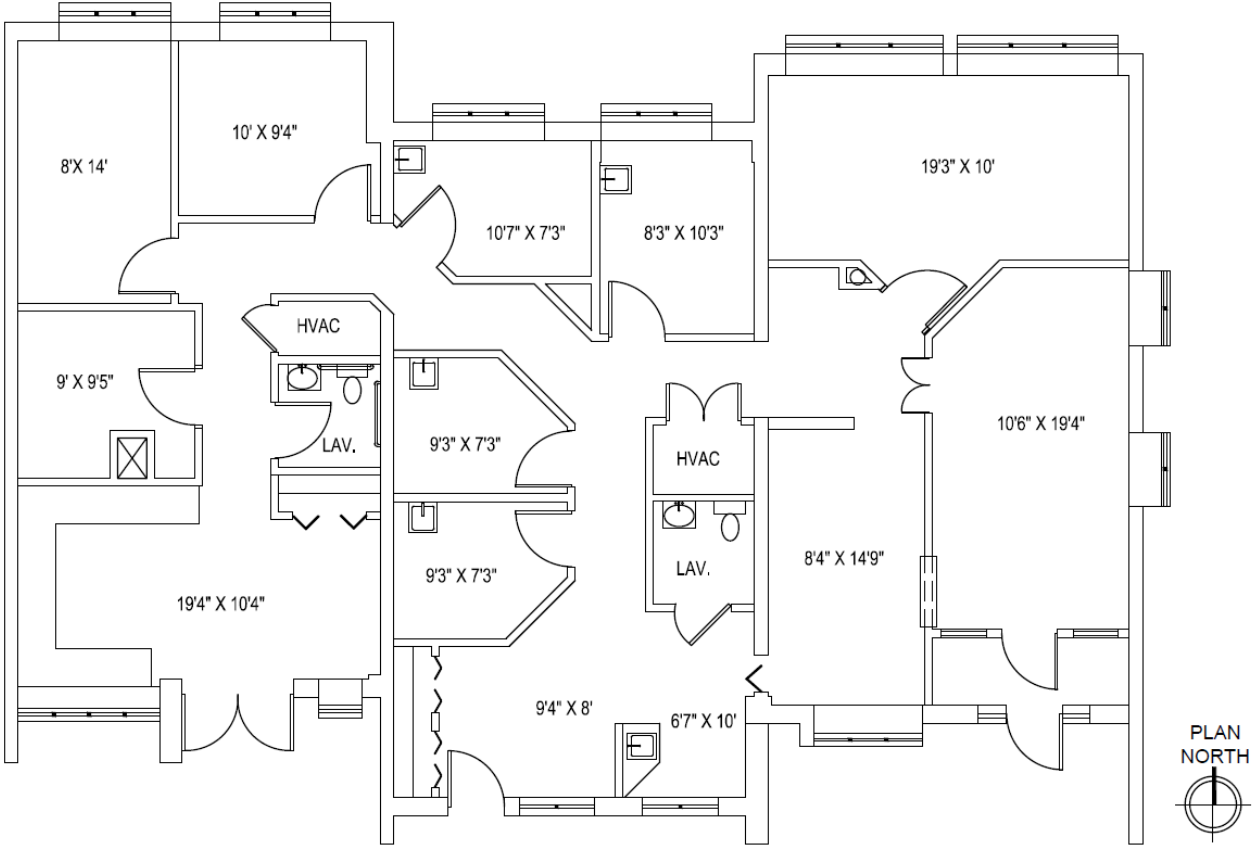 8'X 14'
10' X 9'4"
10'7" X 7'3"
8'3" X 10'3"
19'3" X 10'
HVAC
9' X 9'5"
LAV.
9'3" X 7'3"
HVAC
10'6" X 19'4"
9'3" X 7'3"
LAV.
8'4" X 14'9"
19'4" X 10'4"
9'4" X 8'
6'7" X 10'
PLAN
NORTH